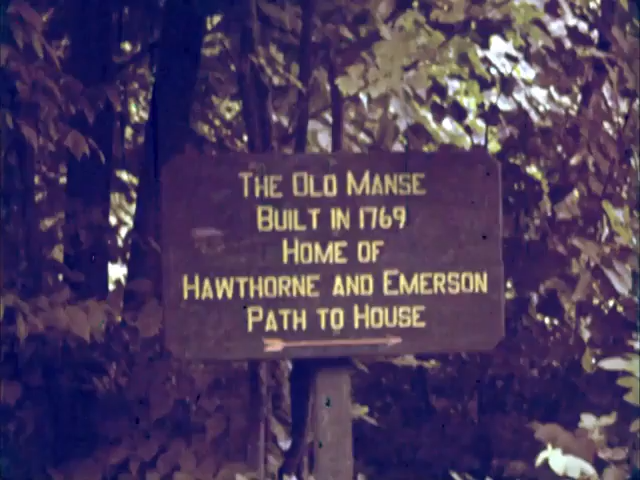 THE OLD MANSE
BUILT IN 1769
HOME OF
HAWTHORNE AND EMERSON
PATH TO HOUSE